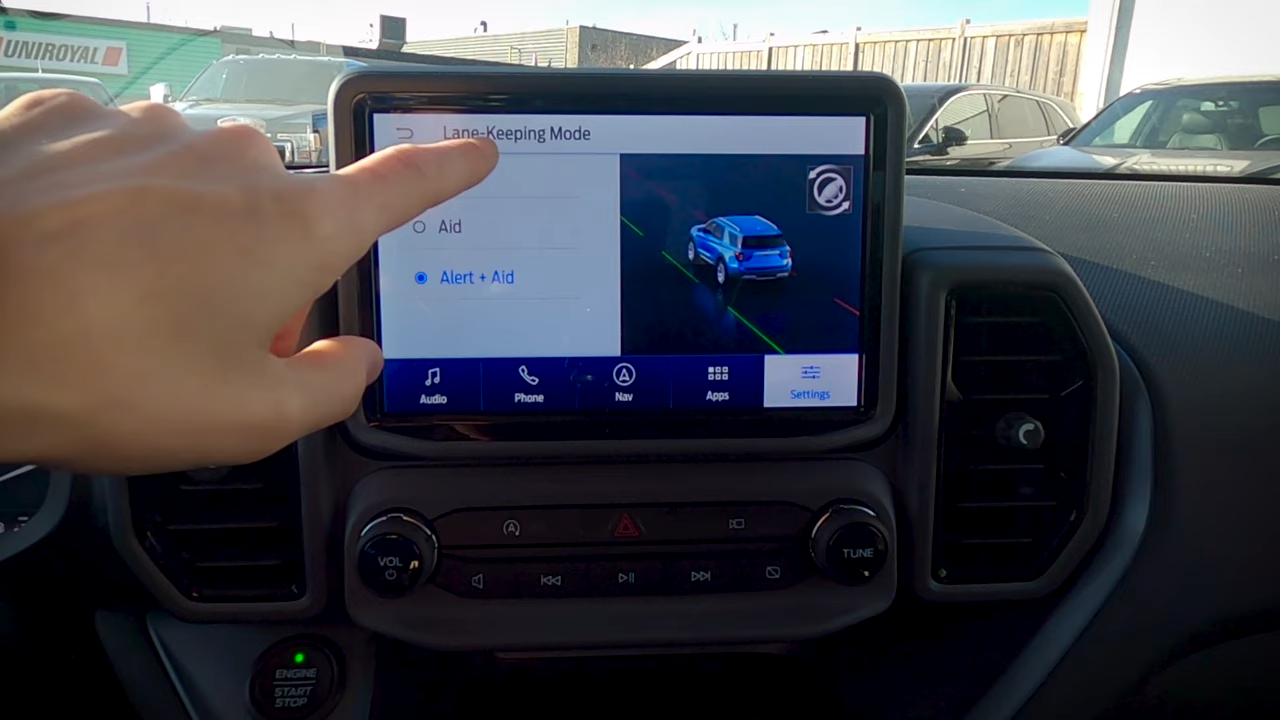 UNIROYAL
Lane-Keeping Mode
Aid
Alert + Aid
Audio
Phone
Nav
Apps
Settings
VOL
TUNE
ENGINE
START
STOP